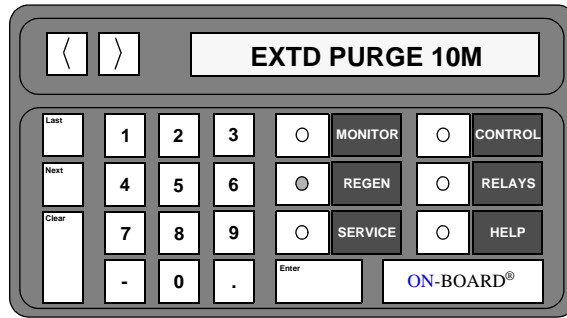 〈 〉 EXTD PURGE 10M
Last 1 2 3 MONITOR CONTROL
Next 4 5 6 REGEN RELAYS
Clear 7 8 9 SERVICE HELP
- 0 . Enter ON-BOARD®